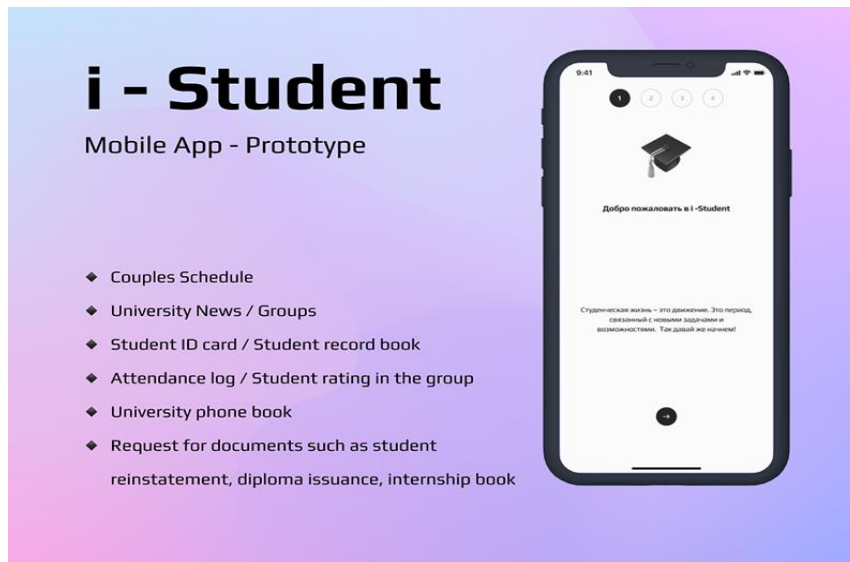 i - Student
Mobile App - Prototype
Couples Schedule
University News / Groups
Student ID card / Student record book
Attendance log / Student rating in the group
University phone book
Request for documents such as student
reinstatement, diploma issuance, internship book
9:41
1 2 3 4
Добро пожаловать в i -Student
Студенческая жизнь – это движение. Это период,
связанный с новыми задачами и
возможностями. Так давай же начнем!